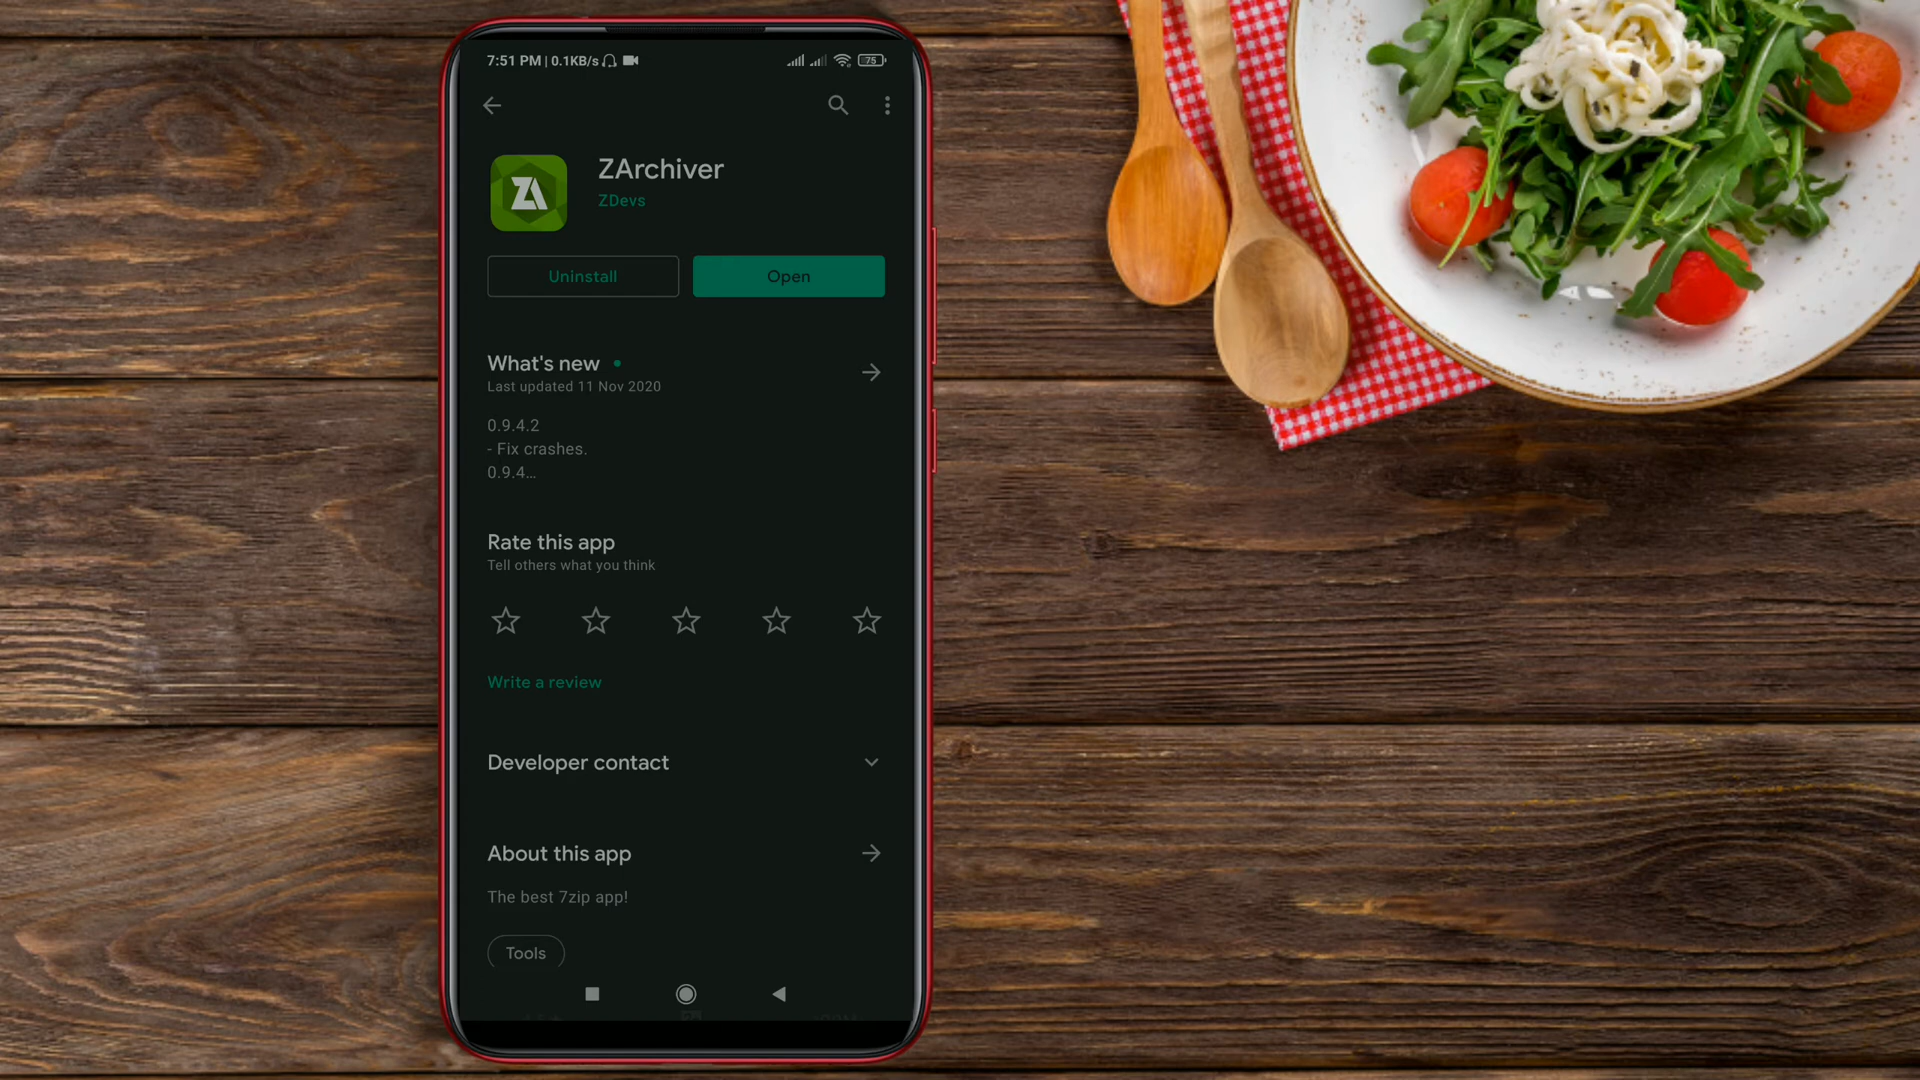 7:51 PM | 0.1KB/s 75
ZArchiver
ZA
ZDevs
Uninstall
Open
What's new
Last updated 11 Nov 2020
0.9.4.2
- Fix crashes.
0.9.4...
Rate this app
Tell others what you think
Write a review
Developer contact
About this app
The best 7zip app!
Tools